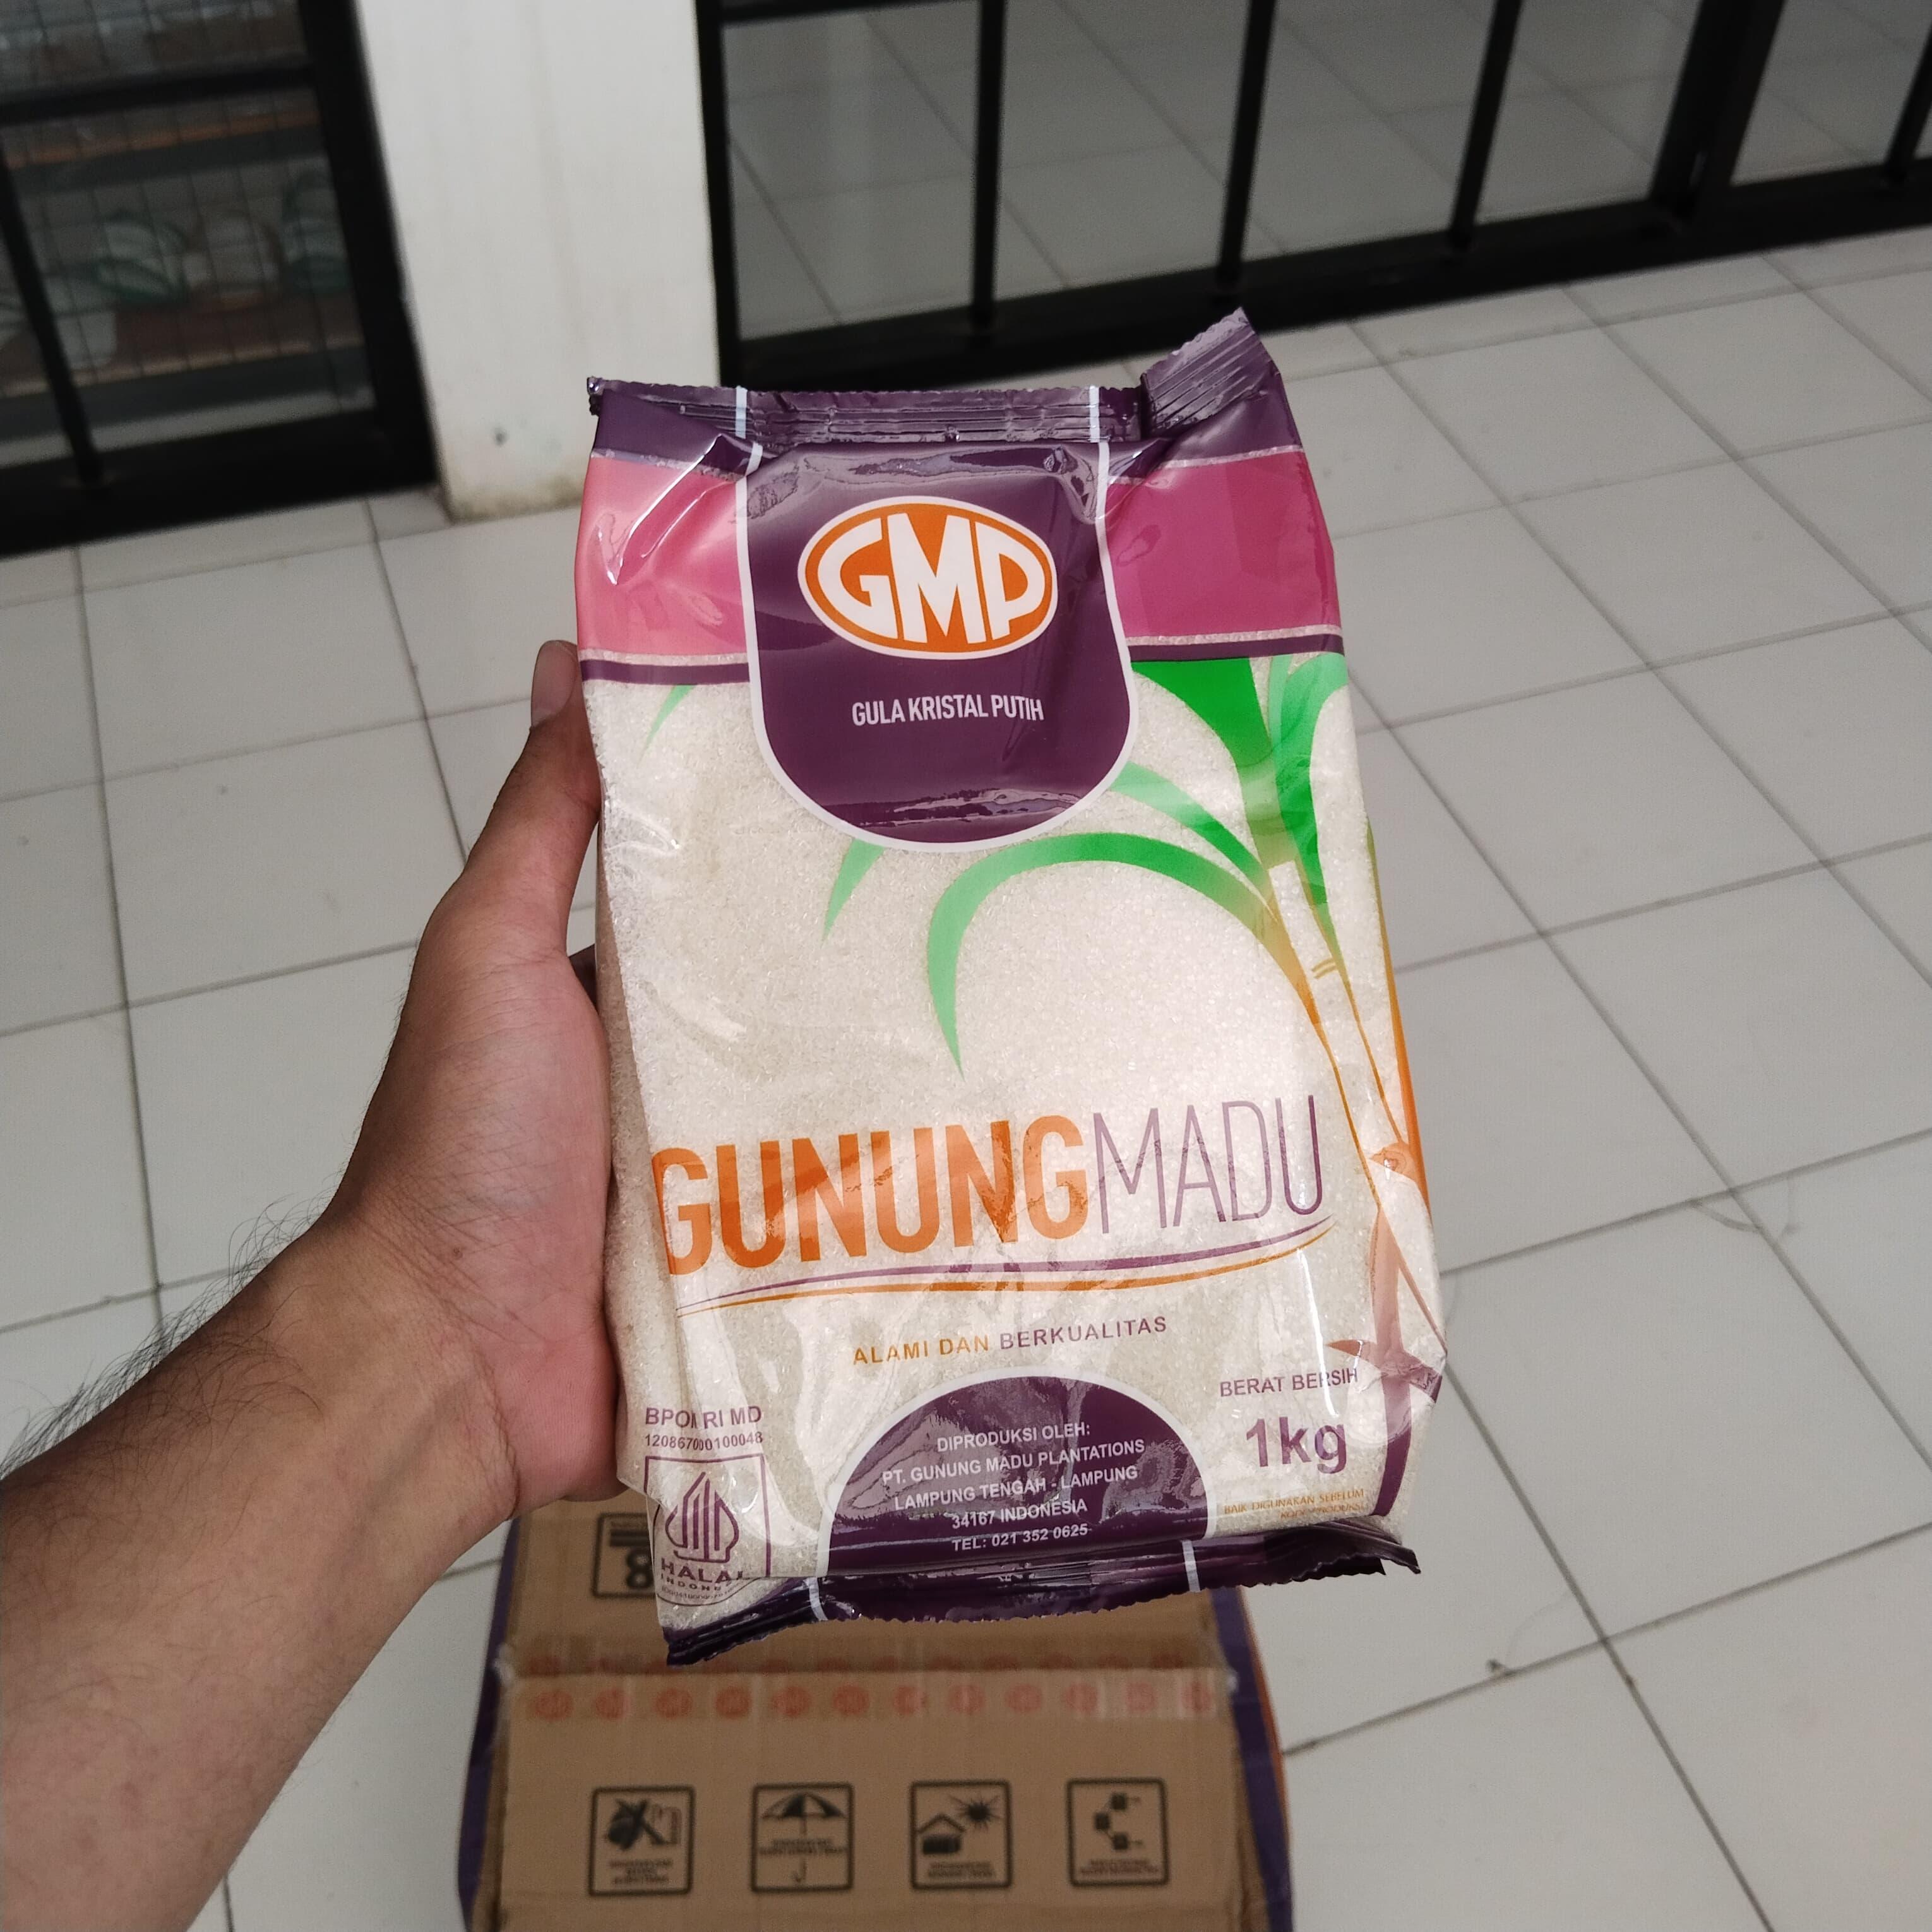 GMP
GULA KRISTAL PUTIH
GUNUNGMADU
ALAMI DAN BERKUALITAS
BERAT BERSIH
1kg
BAIK DIGUNAKAN SEBELUM
BPOM RI MD
120867000100048
HALAL
INDONESIA
DIPRODUKSI OLEH:
PT. GUNUNG MADU PLANTATIONS
LAMPUNG TENGAH - LAMPUNG
34167 INDONESIA
TEL: 021 352 0625